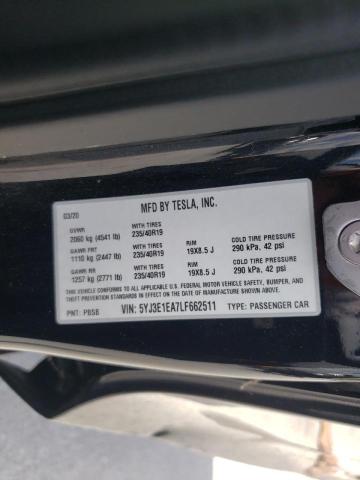 03/20 MFD BY TESLA, INC.
GVWR WITH TIRES
2060 kg (4541 lb) 235/40R19
GAWR FRT WITH TIRES RIM COLD TIRE PRESSURE
1110 kg (2447 lb) 235/40R19 19X8.5 J 290 kPa, 42 psi
GAWR RR WITH TIRES RIM COLD TIRE PRESSURE
1257 kg (2771 lb) 235/40R19 19X8.5 J 290 kPa, 42 psi
THIS VEHICLE CONFORMS TO ALL APPLICABLE U.S. FEDERAL MOTOR VEHICLE SAFETY, BUMPER,
AND THEFT PREVENTION STANDARDS IN EFFECT ON THE DATE OF MANUFACTURE SHOWN ABOVE.
PNT: PBSB VIN: 5YJ3E1EA7LF662511 TYPE: PASSENGER CAR